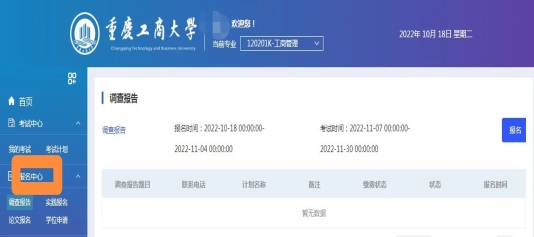 重慶工商大學
Chongqing Technology and Business University
欢迎您！
当前专业 120201K-工商管理
2022年 10月 18日 星期二
首页
考试中心
我的考试 考试计划
报名中心
调查报告 实践报名
论文报名 学位申请
调查报告
调查报告 报名时间：2022-10-18 00:00:00- 考试时间：2022-11-07 00:00:00- 报名
2022-11-04 00:00:00 2022-11-30 00:00:00
调查报告题目 联系电话 计划名称 备注 缴费状态 状态 报名时间
暂无数据